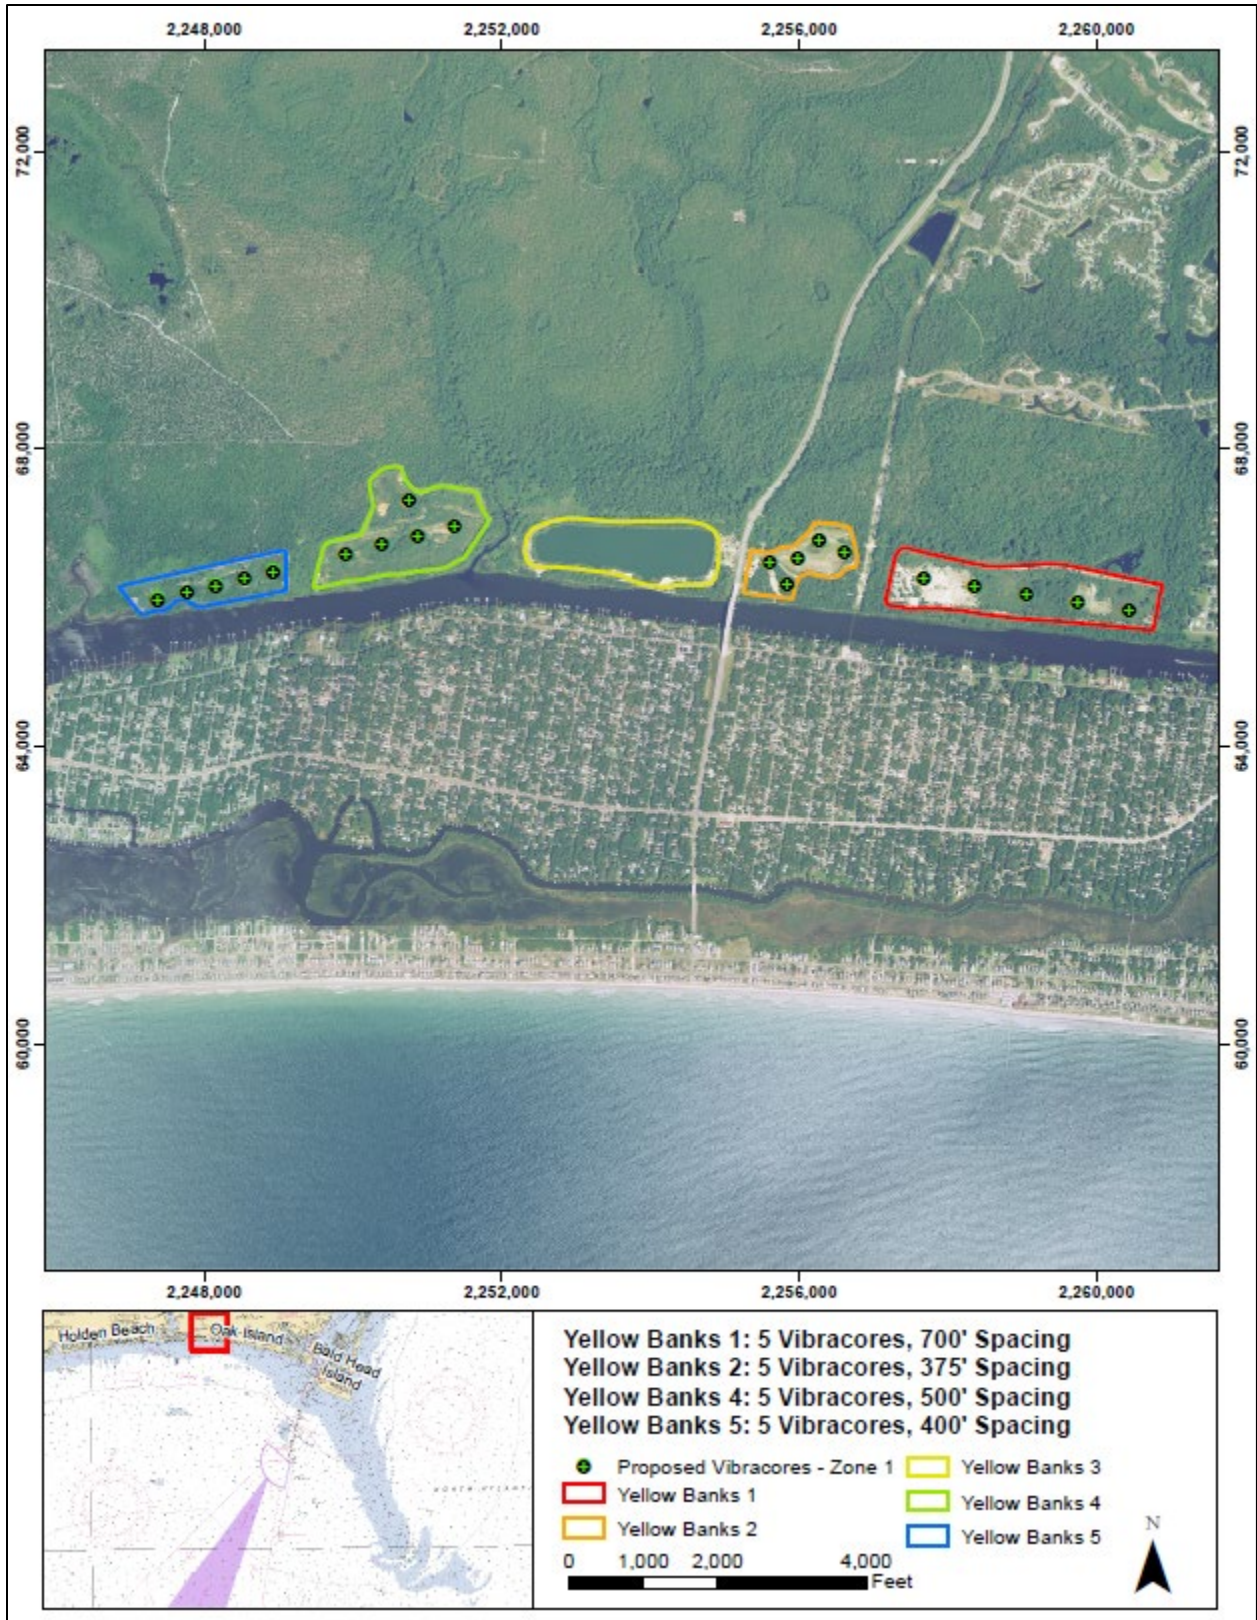 2,248,000
2,252,000
2,256,000
2,260,000
72,000
72,000
68,000
68,000
64,000
64,000
60,000
60,000
2,248,000
2,252,000
2,256,000
2,260,000
Holden Beach
Oak Island
Bald Head
Island
Yellow Banks 1: 5 Vibracores, 700' Spacing
Yellow Banks 2: 5 Vibracores, 375' Spacing
Yellow Banks 4: 5 Vibracores, 500' Spacing
Yellow Banks 5: 5 Vibracores, 400' Spacing
Proposed Vibracores - Zone 1
Yellow Banks 1
Yellow Banks 2
Yellow Banks 3
Yellow Banks 4
Yellow Banks 5
0 1,000 2,000 4,000
Feet
N